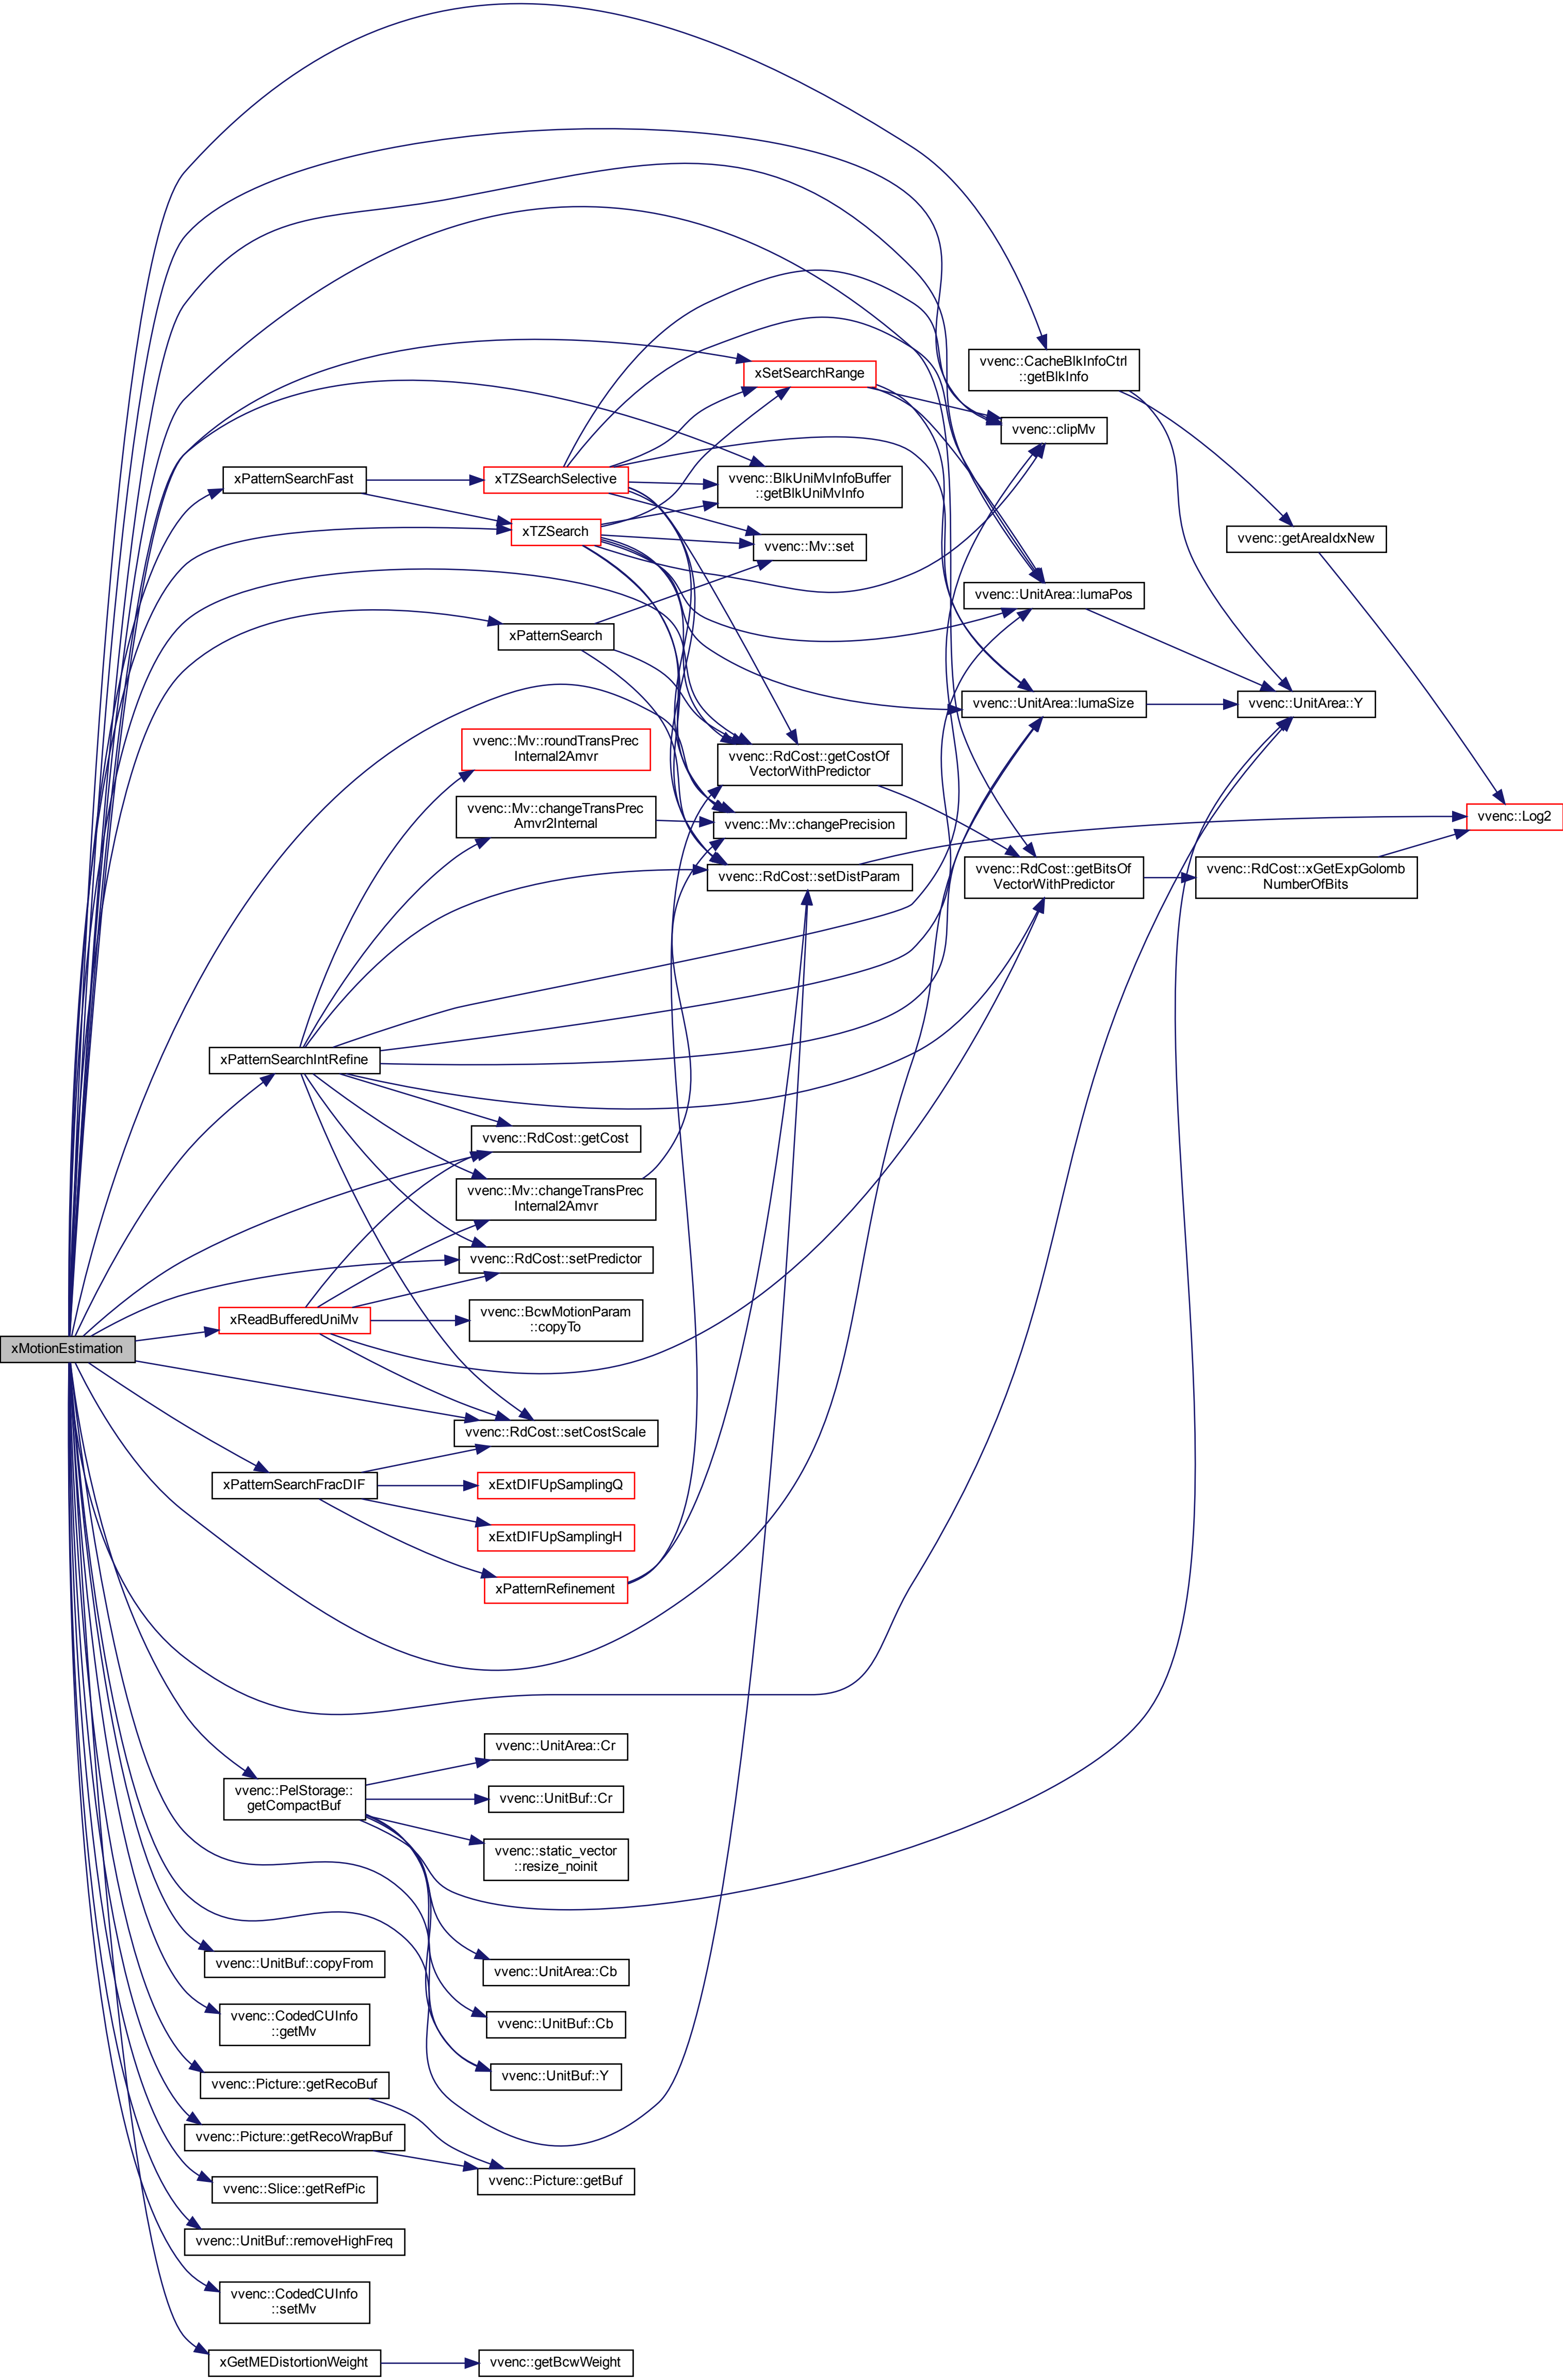 vvenc::CacheBlkInfoCtrl
::getBlkInfo
xSetSearchRange
vvenc::clipMv
xPatternSearchFast
xTZSearchSelective
vvenc::BlkUniMvInfoBuffer
::getBlkUniMvInfo
xTZSearch
vvenc::Mv::set
vvenc::getAreaIdxNew
vvenc::UnitArea::lumaPos
xPatternSearch
vvenc::UnitArea::lumaSize
vvenc::UnitArea::Y
vvenc::Mv::roundTransPrec
Internal2Amvr
vvenc::RdCost::getCostOf
VectorWithPredictor
vvenc::Mv::changeTransPrec
Amvr2Internal
vvenc::Mv::changePrecision
vvenc::Log2
vvenc::RdCost::setDistParam
vvenc::RdCost::getBitsOf
VectorWithPredictor
vvenc::RdCost::xGetExpGolomb
NumberOfBits
xPatternSearchIntRefine
vvenc::RdCost::getCost
vvenc::Mv::changeTransPrec
Internal2Amvr
vvenc::RdCost::setPredictor
xReadBufferedUniMv
vvenc::BcwMotionParam
::copyTo
xMotionEstimation
vvenc::RdCost::setCostScale
xPatternSearchFracDIF
xExtDIFUpSamplingQ
xExtDIFUpSamplingH
xPatternRefinement
vvenc::UnitArea::Cr
vvenc::PelStorage::
getCompactBuf
vvenc::UnitBuf::Cr
vvenc::static_vector
::resize_noinit
vvenc::UnitBuf::copyFrom
vvenc::UnitArea::Cb
vvenc::CodedCUInfo
::getMv
vvenc::UnitBuf::Cb
vvenc::UnitBuf::Y
vvenc::Picture::getRecoBuf
vvenc::Picture::getRecoWrapBuf
vvenc::Picture::getBuf
vvenc::Slice::getRefPic
vvenc::UnitBuf::removeHighFreq
vvenc::CodedCUInfo
::setMv
xGetMEDistortionWeight
vvenc::getBcwWeight